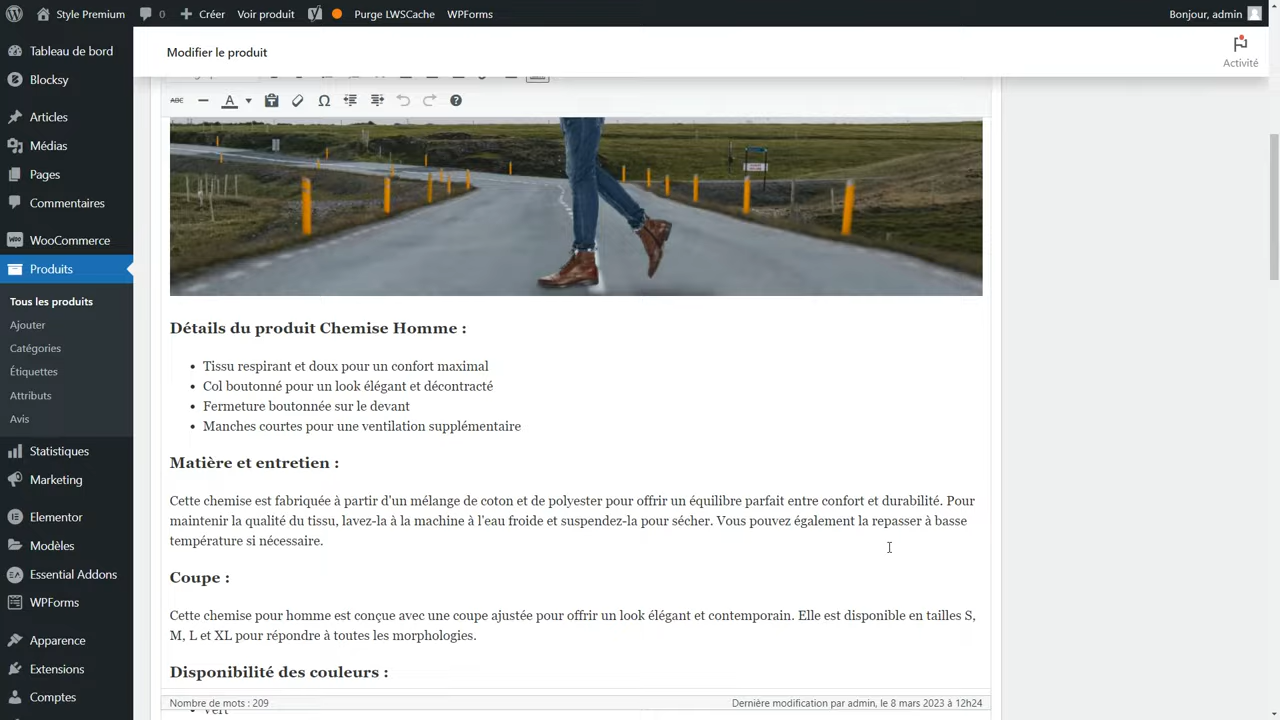 Style Premium
0
Créer
Voir produit
Purge LWSCache
WPForms
Bonjour, admin
Tableau de bord
Modifier le produit
Activité
Blocksy
ABC
A
Articles
Médias
Pages
Commentaires
WooCommerce
Produits
Tous les produits
Ajouter
Catégories
Étiquettes
Attributs
Avis
Statistiques
Marketing
Elementor
Modèles
Essential Addons
WPForms
Apparence
Extensions
Comptes
Détails du produit Chemise Homme :
• Tissu respirant et doux pour un confort maximal
• Col boutonné pour un look élégant et décontracté
• Fermeture boutonnée sur le devant
• Manches courtes pour une ventilation supplémentaire
Matière et entretien :
Cette chemise est fabriquée à partir d'un mélange de coton et de polyester pour offrir un équilibre parfait entre confort et durabilité. Pour
maintenir la qualité du tissu, lavez-la à la machine à l'eau froide et suspendez-la pour sécher. Vous pouvez également la repasser à basse
température si nécessaire.
Coupe :
Cette chemise pour homme est conçue avec une coupe ajustée pour offrir un look élégant et contemporain. Elle est disponible en tailles S,
M, L et XL pour répondre à toutes les morphologies.
Disponibilité des couleurs :
Nombre de mots : 209
Dernière modification par admin, le 8 mars 2023 à 12h24